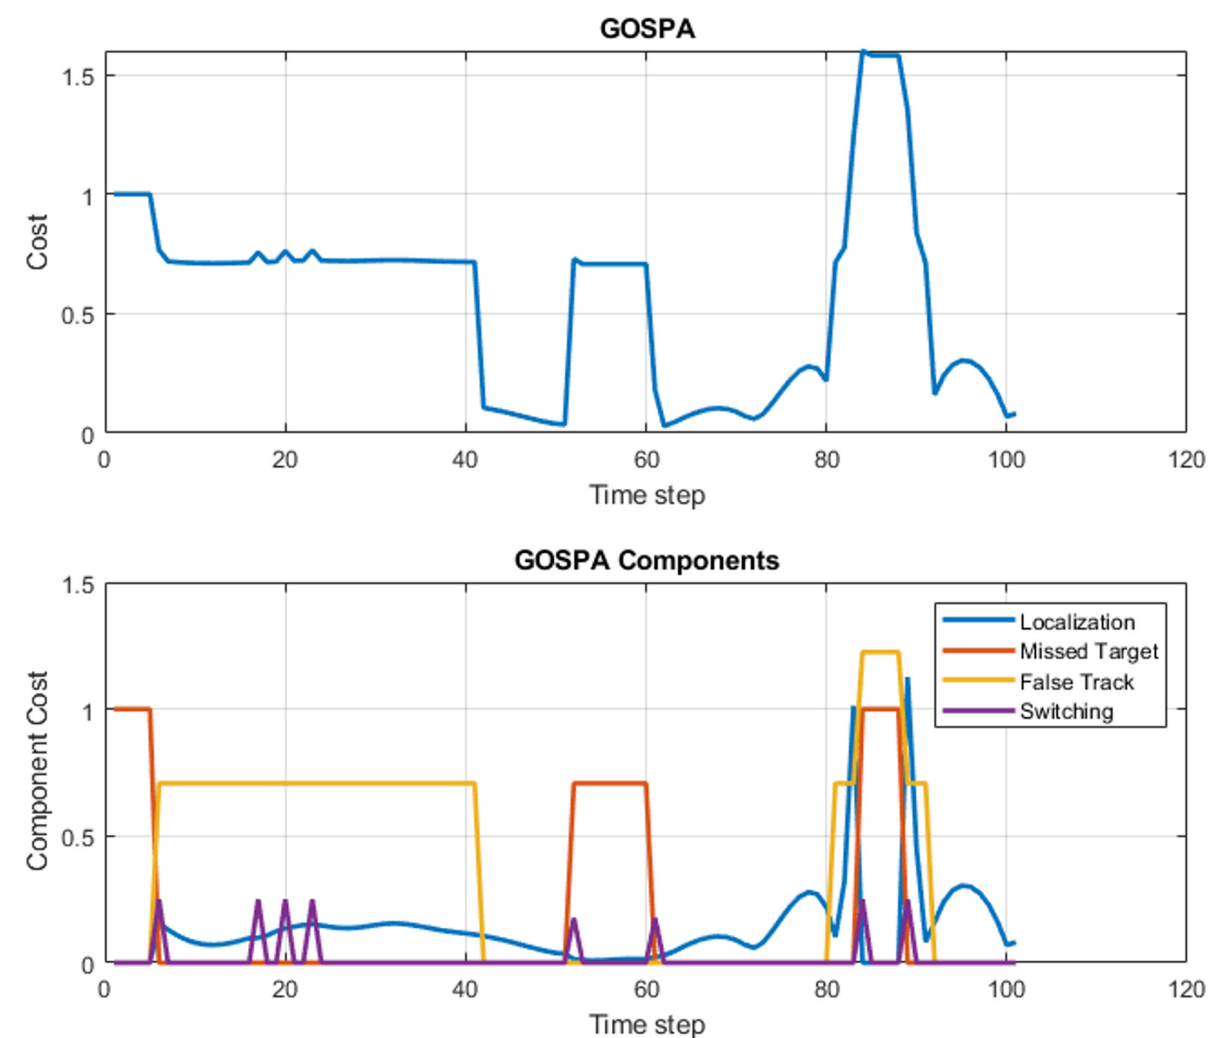 GOSPA
1.5
1
0.5
0
Cost
0 20 40 60 80 100 120
Time step
GOSPA Components
1.5
1
0.5
0
Component Cost
Localization
Missed Target
False Track
Switching
0 20 40 60 80 100 120
Time step